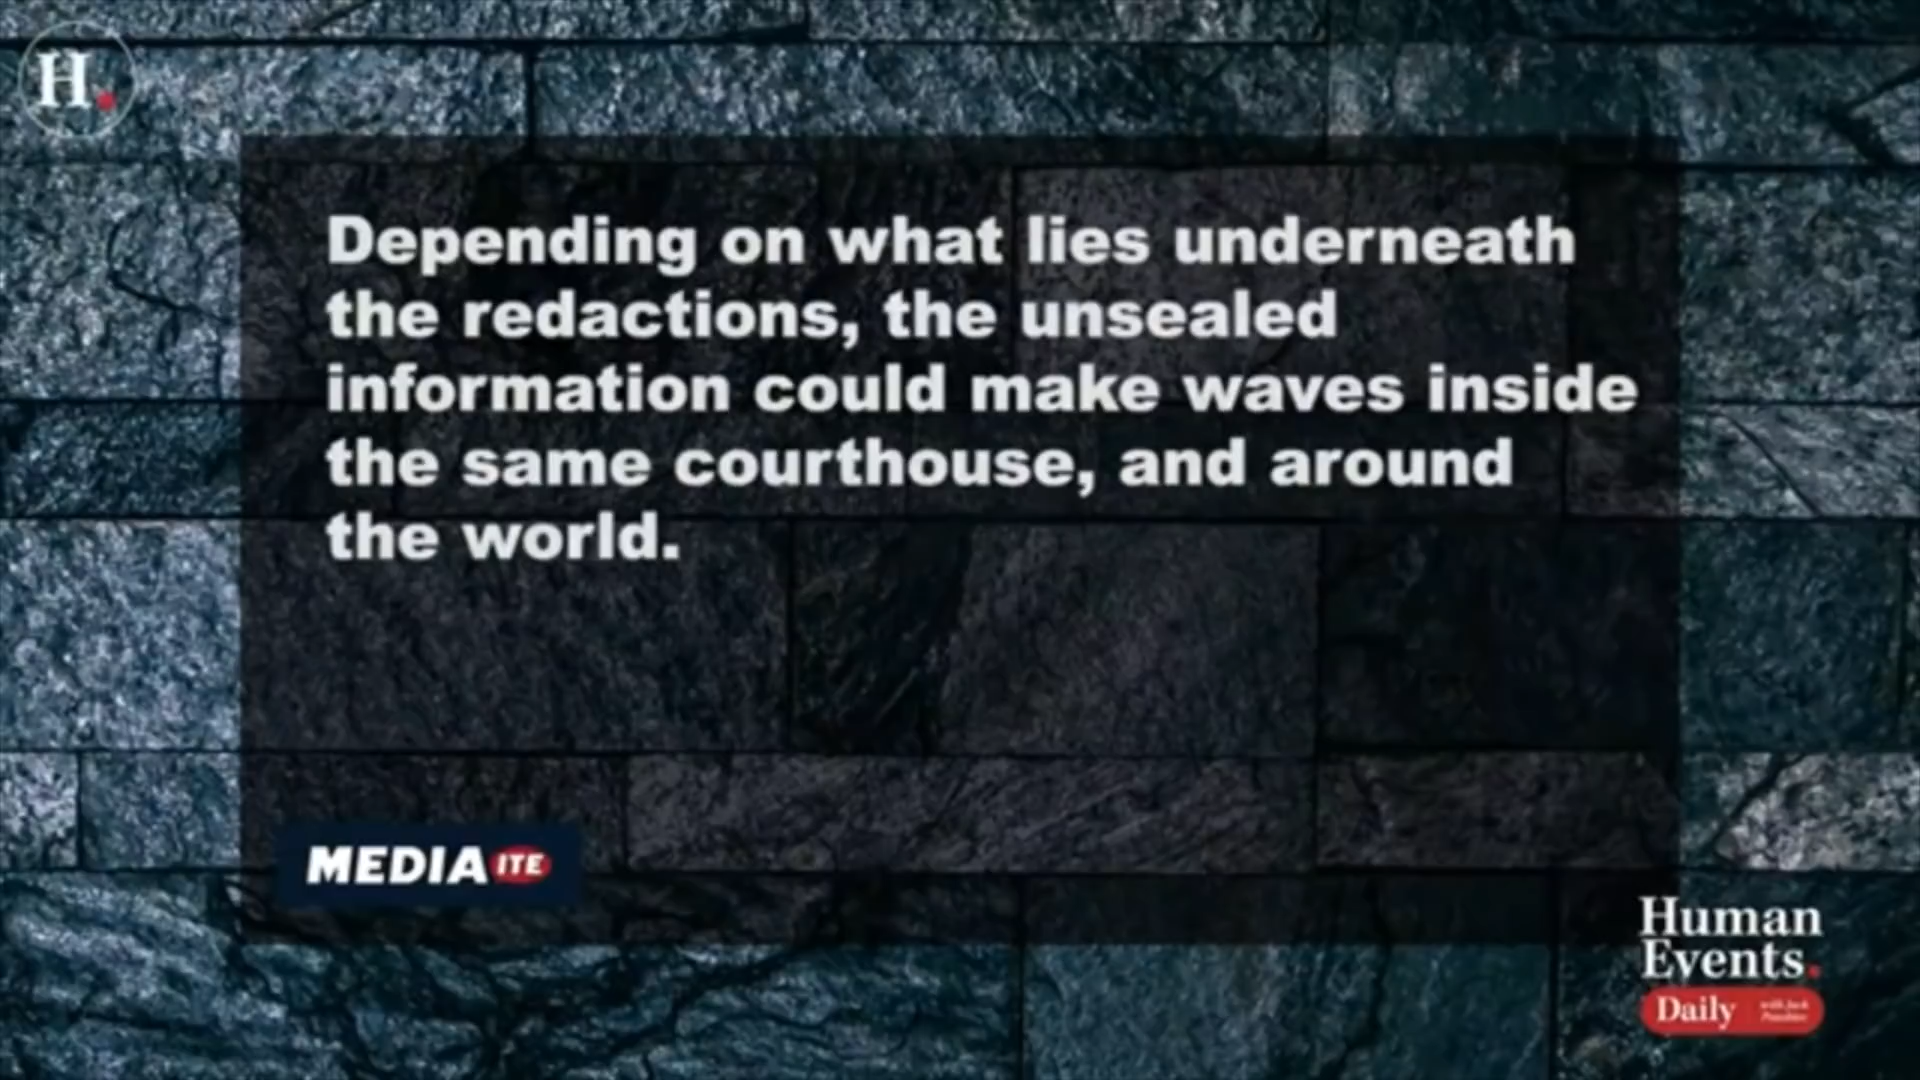 H.
Depending on what lies underneath
the redactions, the unsealed
information could make waves inside
the same courthouse, and around
the world.
MEDIAITE
Human
Events.
Daily